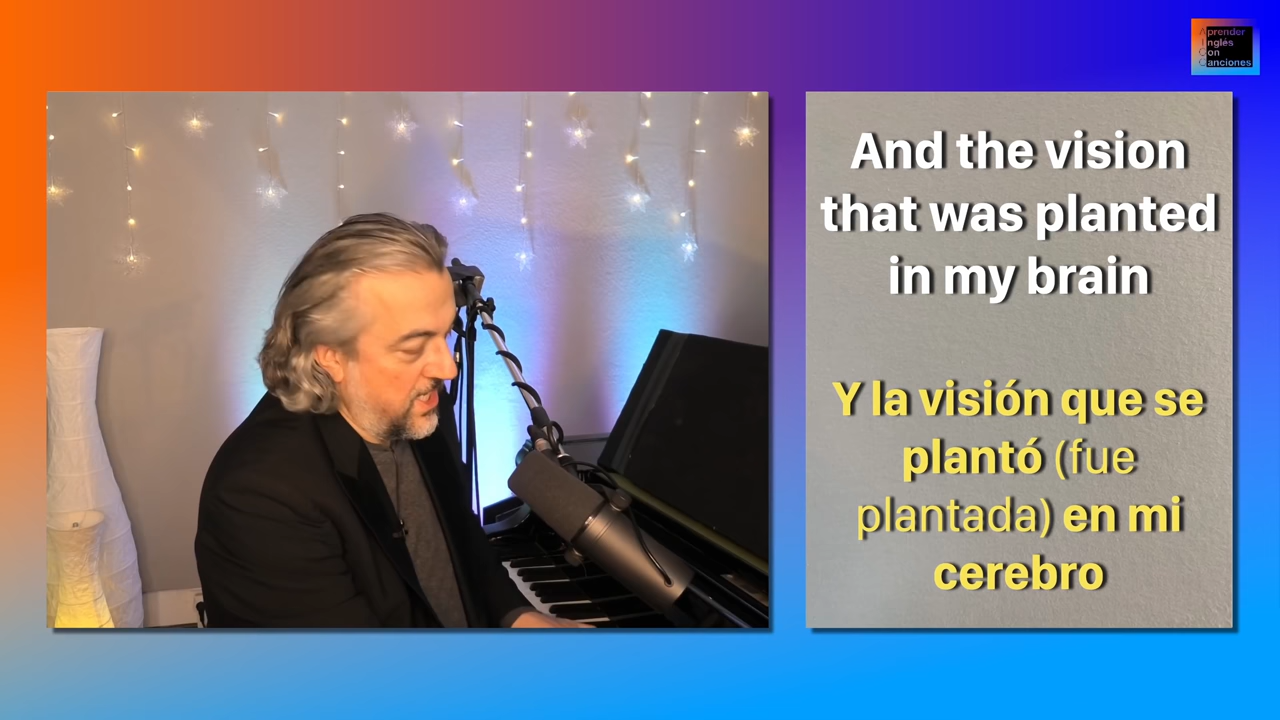 Aprender
Inglés
Con
Canciones
And the vision
that was planted
in my brain
Y la visión que se
plantó (fue
plantada) en mi
cerebro